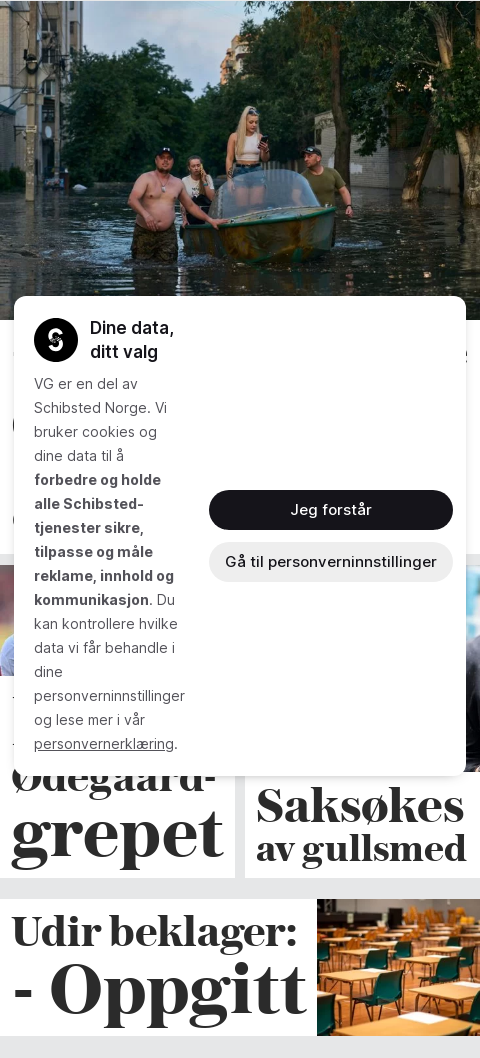 Dine data,
ditt valg
VG er en del av
Schibsted Norge. Vi
bruker cookies og
dine data til å
forbedre og holde
alle Schibsted-
tjenester sikre,
tilpasse og måle
reklame, innhold og
kommunikasjon. Du
kan kontrollere hvilke
data vi får behandle i
dine
personverninnstillinger
og lese mer i vår
personvernerklæring.
Jeg forstår
Gå til personverninnstillinger
Ødegaard-
grepet
Saksøkes
av gullsmed
Udir beklager:
- Oppgitt